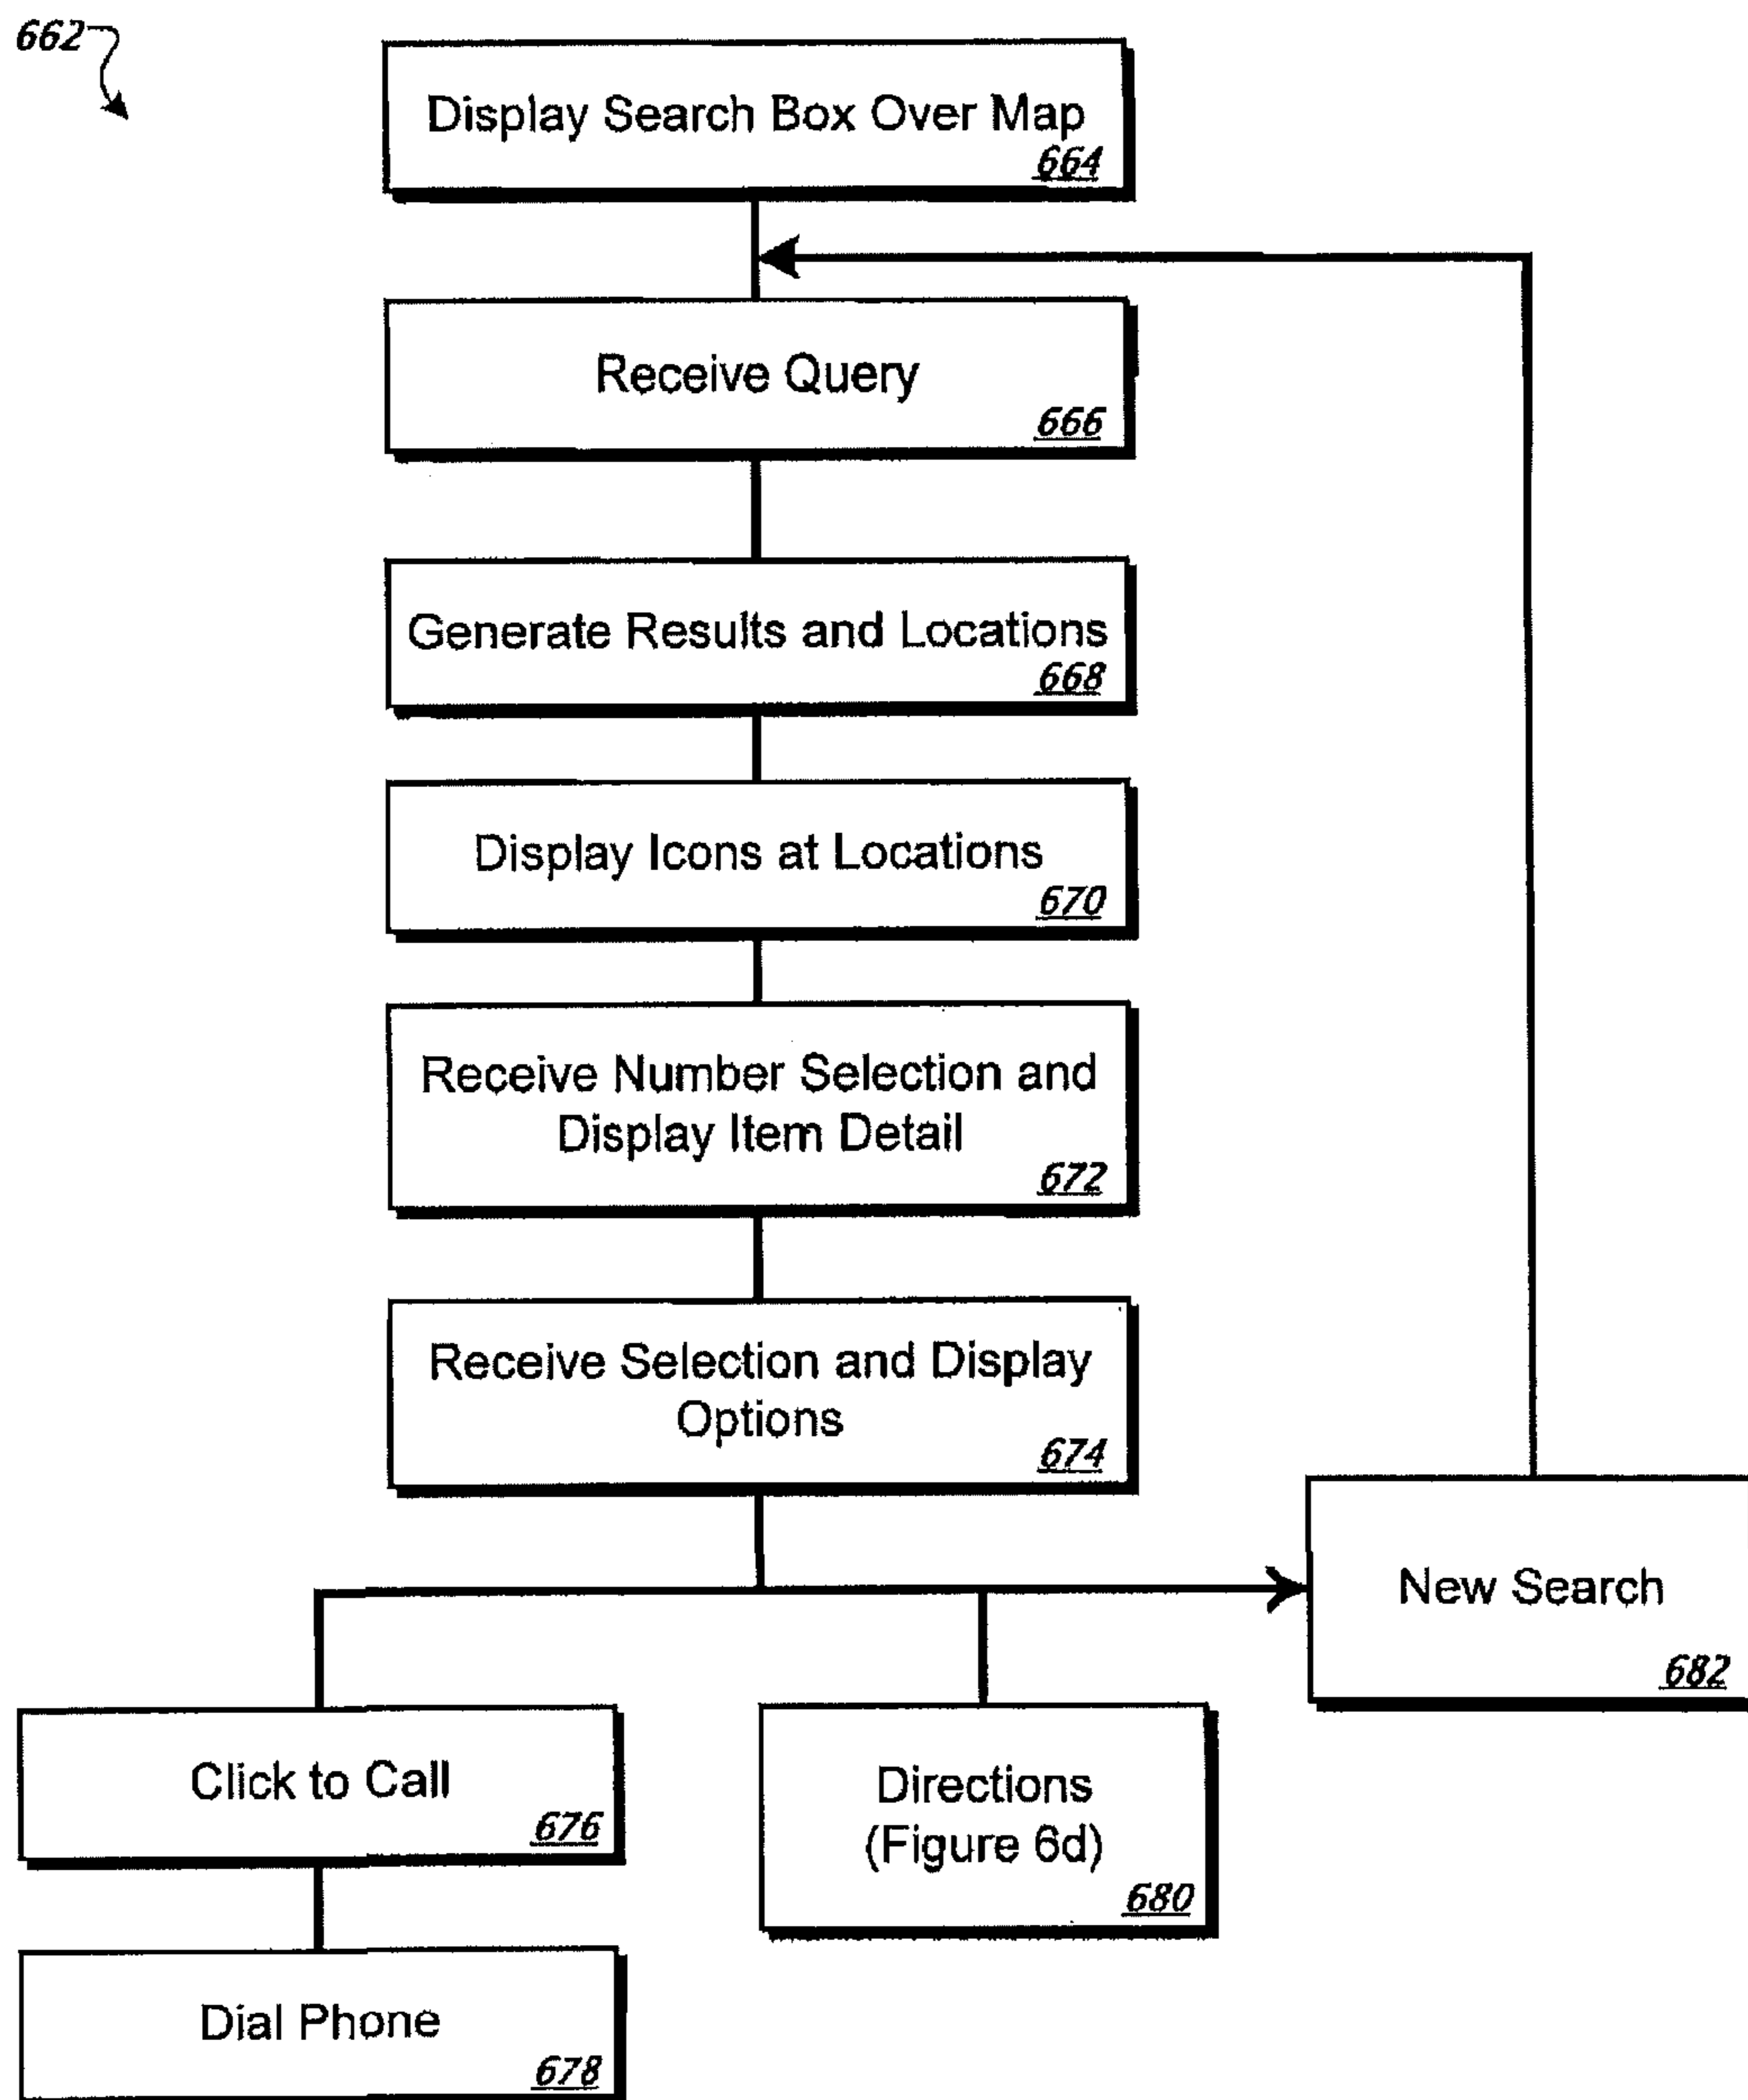 662
Display Search Box Over Map
664
Receive Query
666
Generate Results and Locations
668
Display Icons at Locations
670
Receive Number Selection and
Display Item Detail
672
Receive Selection and Display
Options
674
New Search
682
Click to Call
676
Directions
(Figure 6d)
680
Dial Phone
678